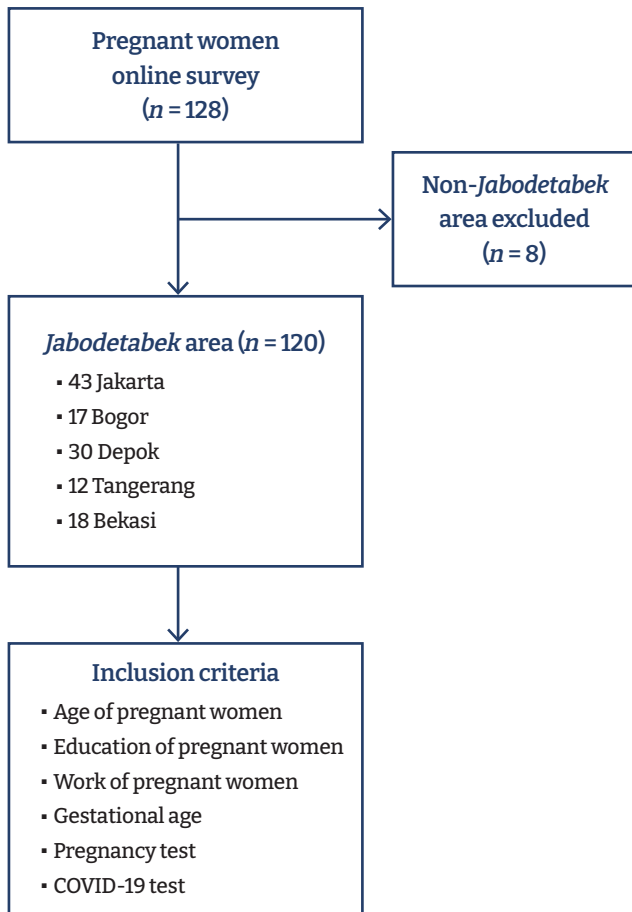 Pregnant women
online survey
(n = 128)
Non-Jabodetabek
area excluded
(n = 8)
Jabodetabek area (n = 120)
▪ 43 Jakarta
▪ 17 Bogor
▪ 30 Depok
▪ 12 Tangerang
▪ 18 Bekasi
Inclusion criteria
▪ Age of pregnant women
▪ Education of pregnant women
▪ Work of pregnant women
▪ Gestational age
▪ Pregnancy test
▪ COVID-19 test